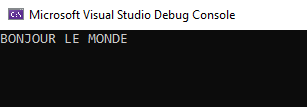 Microsoft Visual Studio Debug Console
BONJOUR LE MONDE